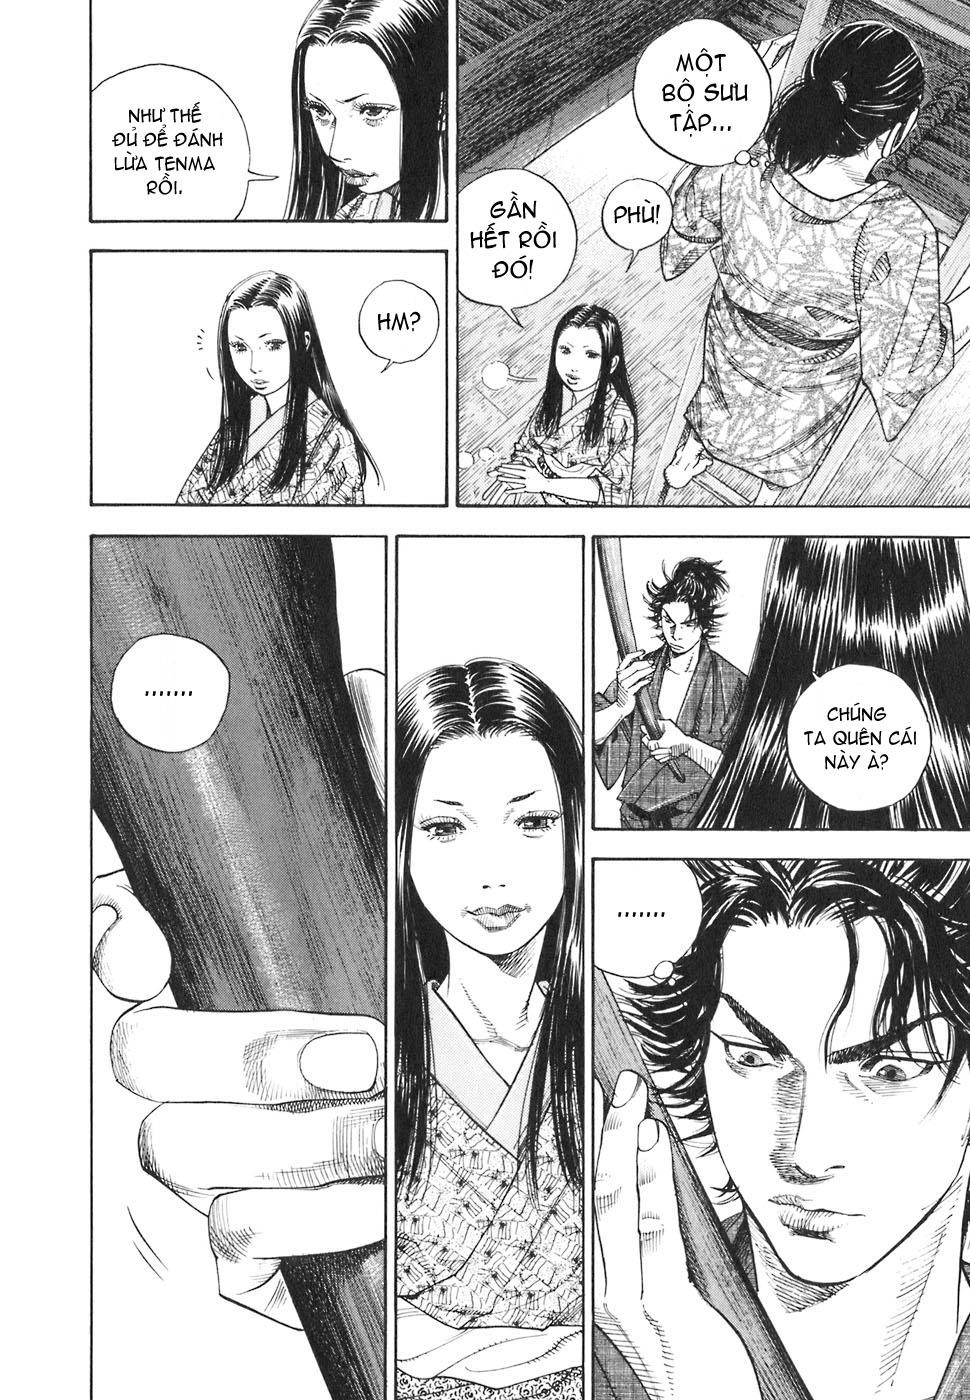 MỘT
BỘ SƯU
TẬP...
PHÙ!
GẦN
HẾT RỒI
ĐÓ!
NHƯ THẾ
ĐỦ ĐỂ ĐÁNH
LỪA TENMA
RỒI.
HM?
CHÚNG
TA QUÊN CÁI
NÀY À?
.......
.......